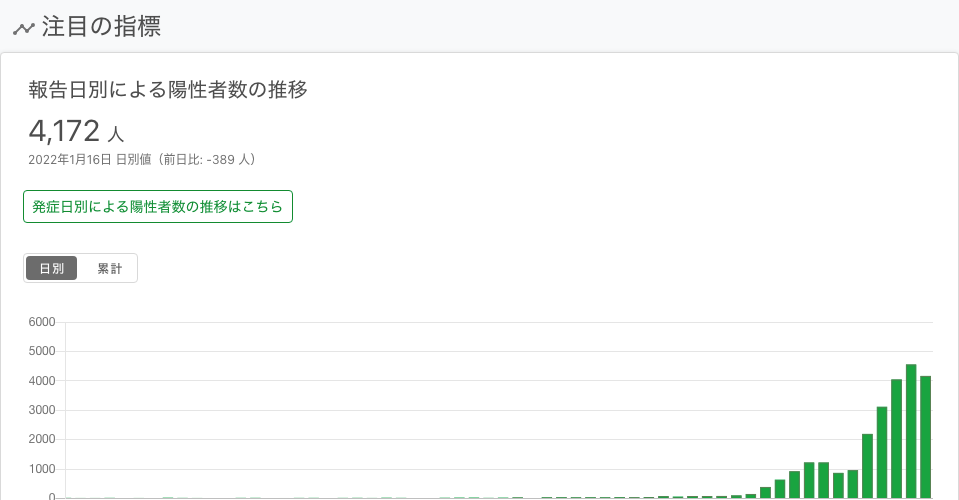 注目の指標
報告日別による陽性者数の推移
4,172 人
2022年1月16日 日別値（前日比: -389 人）
発症日別による陽性者数の推移はこちら
日別 累計
6000
5000
4000
3000
2000
1000
0